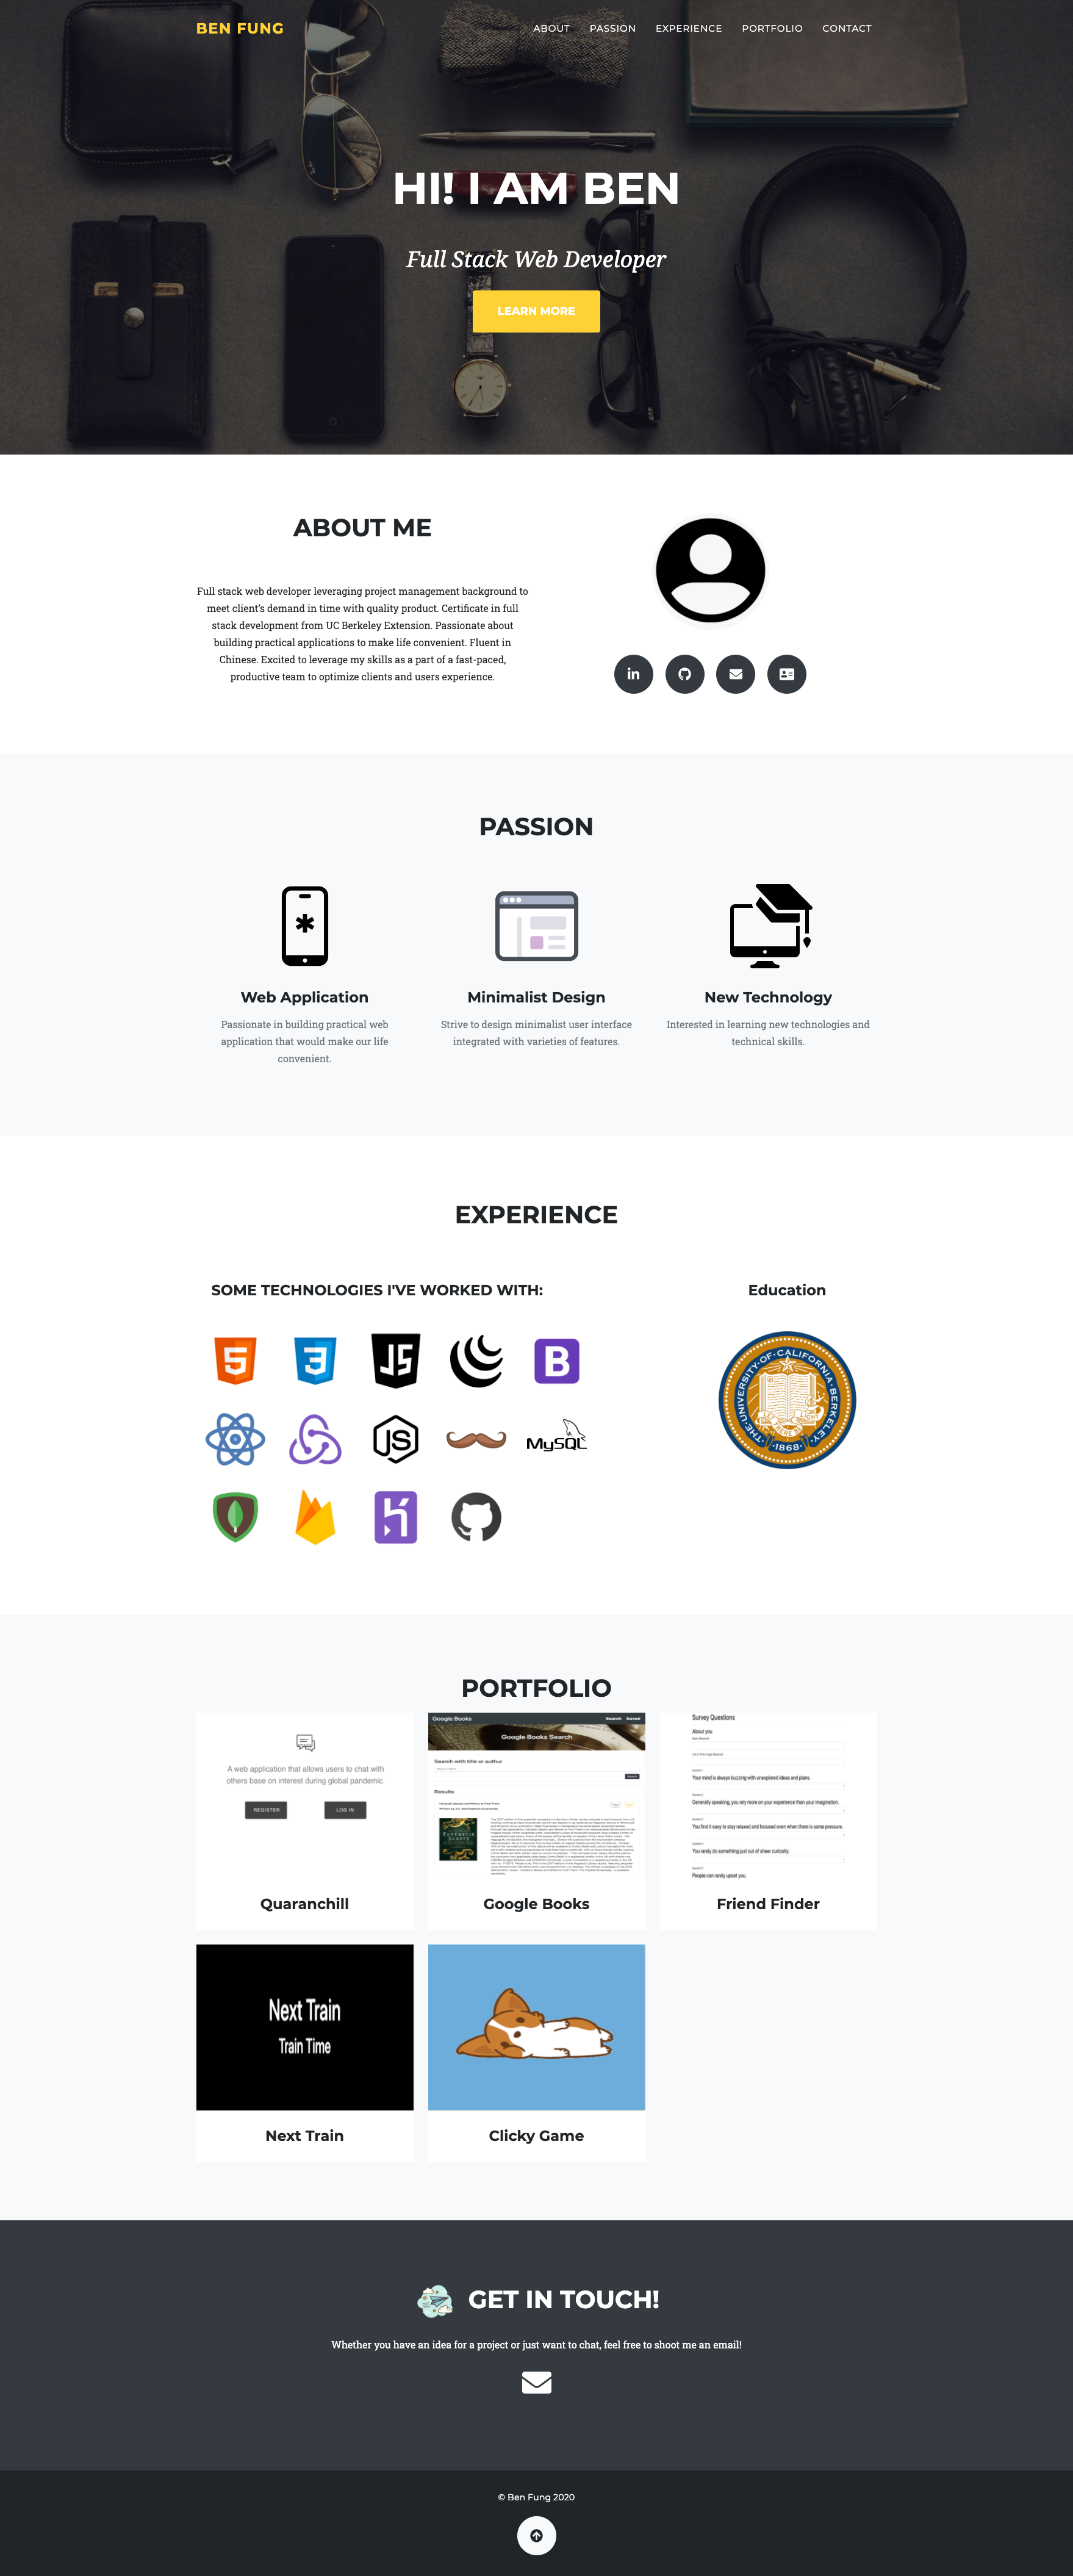 BEN FUNG
ABOUT PASSION EXPERIENCE PORTFOLIO CONTACT
HI! I AM BEN
Full Stack Web Developer
LEARN MORE
ABOUT ME
Full stack web developer leveraging project management background to
meet client's demand in time with quality product. Certificate in full
stack development from UC Berkeley Extension. Passionate about
building practical applications to make life convenient. Fluent in
Chinese. Excited to leverage my skills as a part of a fast-paced,
productive team to optimize clients and users experience.
in
PASSION
Web Application
Passionate in building practical web
application that would make our life
convenient.
Minimalist Design
Strive to design minimalist user interface
integrated with varieties of features.
New Technology
Interested in learning new technologies and
technical skills.
EXPERIENCE
SOME TECHNOLOGIES I'VE WORKED WITH:
5 3 JS B
JS MySQL
Education
THE UNIVERSITY OF CALIFORNIA BERKELEY
1868
PORTFOLIO
A web application that allows users to chat with
others base on interest during global pandemic.
REGISTER LOG IN
Quaranchill
Google Books Search Saved
Google Books Search
Search with title or author
Results
Google Books
Survey Questions
About you
Your mind is always buzzing with unexplored ideas and plans.
Generally speaking, you rely more on your experience than your imagination.
You find it easy to stay relaxed and focused even when there is some pressure.
You rarely do something just out of sheer curiosity.
People can rarely upset you.
Friend Finder
Next Train
Train Time
Next Train
Clicky Game
GET IN TOUCH!
Whether you have an idea for a project or just want to chat, feel free to shoot me an email!
© Ben Fung 2020